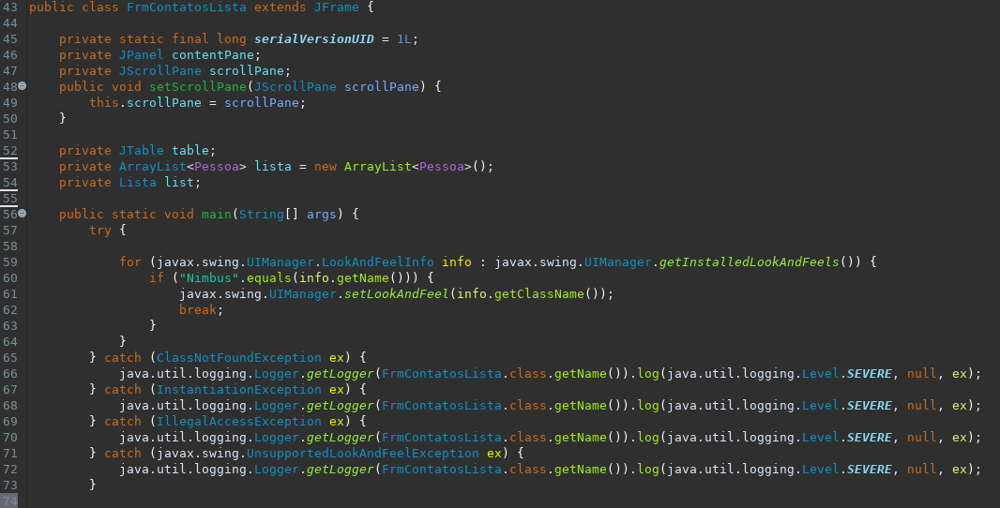 43 public class FrmContatosLista extends JFrame {
44
45     private static final long serialVersionUID = 1L;
46     private JPanel contentPane;
47     private JScrollPane scrollPane;
48     public void setScrollPane(JScrollPane scrollPane) {
49         this.scrollPane = scrollPane;
50     }
51
52     private JTable table;
53     private ArrayList<Pessoa> lista = new ArrayList<Pessoa>();
54     private Lista list;
55
56     public static void main(String[] args) {
57         try {
58
59             for (javax.swing.UIManager.LookAndFeelInfo info : javax.swing.UIManager.getInstalledLookAndFeels()) {
60                 if ("Nimbus".equals(info.getName())) {
61                     javax.swing.UIManager.setLookAndFeel(info.getClassName());
62                     break;
63                 }
64             }
65         } catch (ClassNotFoundException ex) {
66             java.util.logging.Logger.getLogger(FrmContatosLista.class.getName()).log(java.util.logging.Level.SEVERE, null, ex);
67         } catch (InstantiationException ex) {
68             java.util.logging.Logger.getLogger(FrmContatosLista.class.getName()).log(java.util.logging.Level.SEVERE, null, ex);
69         } catch (IllegalAccessException ex) {
70             java.util.logging.Logger.getLogger(FrmContatosLista.class.getName()).log(java.util.logging.Level.SEVERE, null, ex);
71         } catch (javax.swing.UnsupportedLookAndFeelException ex) {
72             java.util.logging.Logger.getLogger(FrmContatosLista.class.getName()).log(java.util.logging.Level.SEVERE, null, ex);
73         }
74